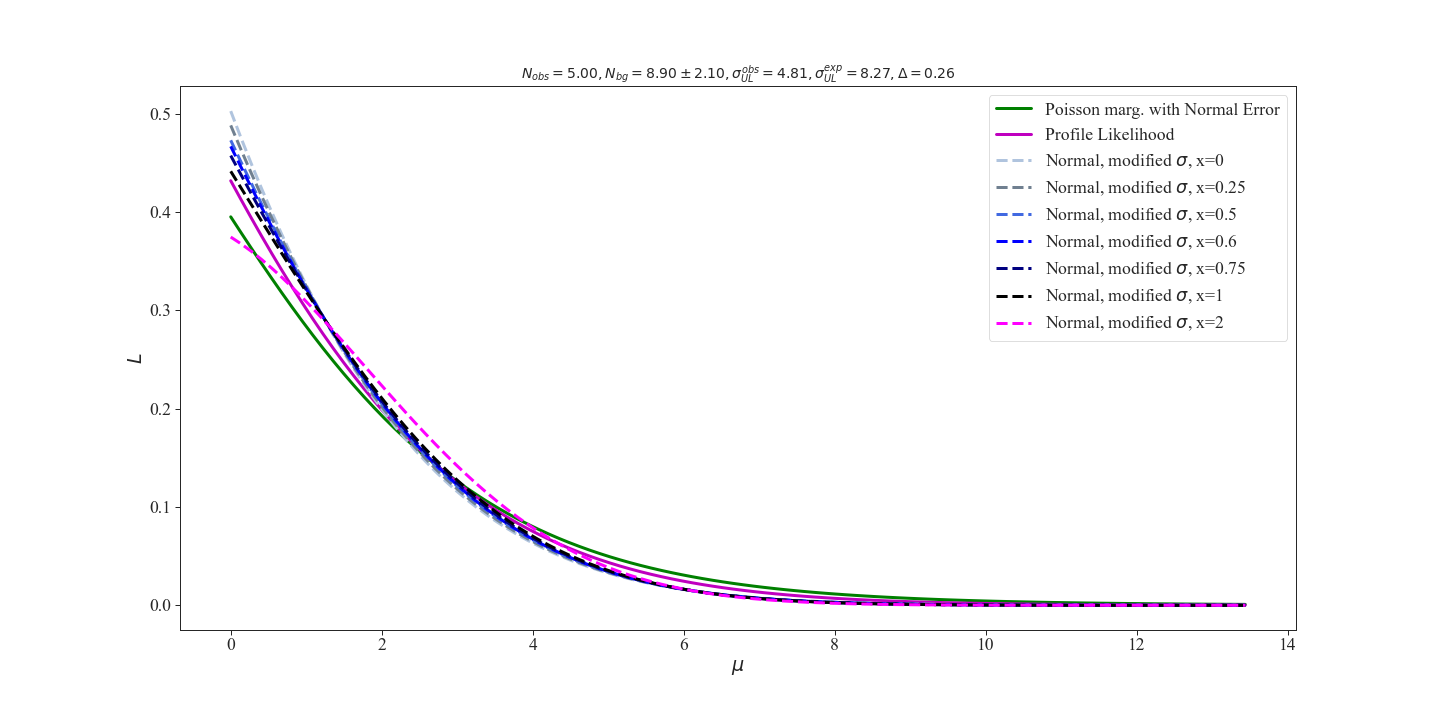 N_obs = 5.00, N_bg = 8.90 ± 2.10, σ_UL^obs = 4.81, σ_UL^exp = 8.27, Δ = 0.26
Poisson marg. with Normal Error
Profile Likelihood
Normal, modified σ, x=0
Normal, modified σ, x=0.25
Normal, modified σ, x=0.5
Normal, modified σ, x=0.6
Normal, modified σ, x=0.75
Normal, modified σ, x=1
Normal, modified σ, x=2
0.5
0.4
0.3
0.2
0.1
0.0
L
0 2 4 6 8 10 12 14
μ